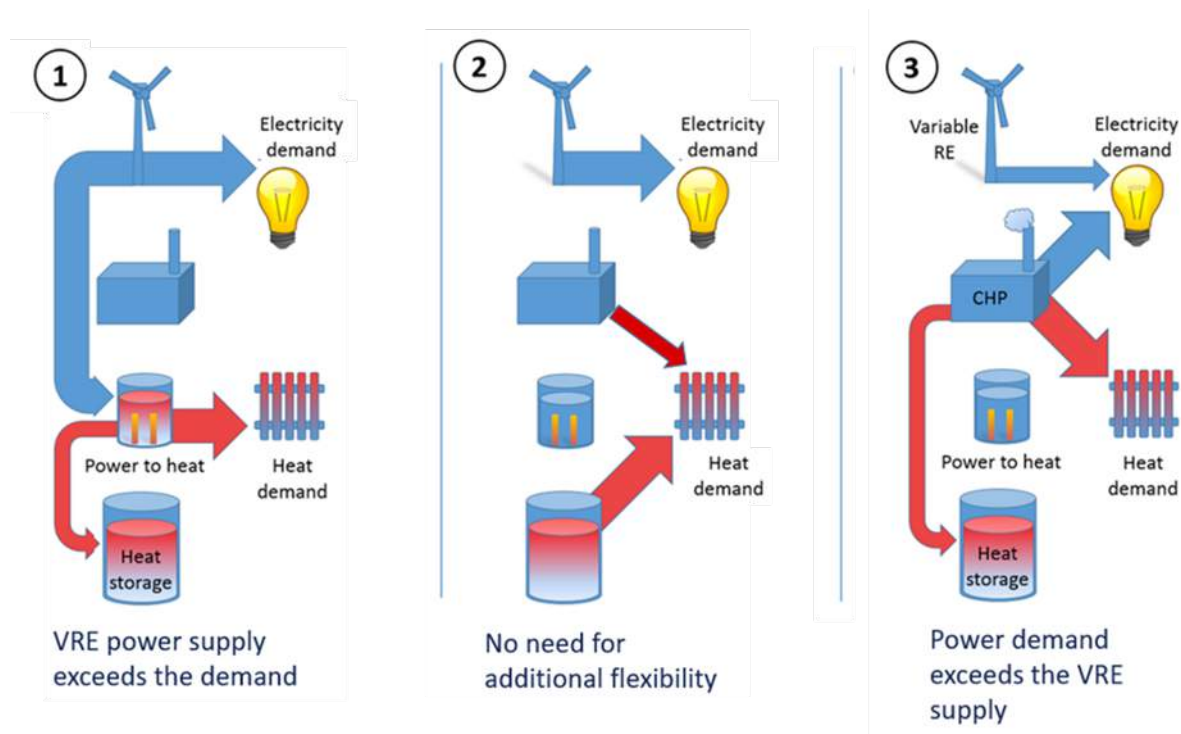 1
Electricity
demand
Power to heat
Heat
demand
Heat
storage
VRE power supply
exceeds the demand
2
Electricity
demand
Heat
demand
No need for
additional flexibility
3
Variable
RE
Electricity
demand
CHP
Power to heat
Heat
demand
Heat
storage
Power demand
exceeds the VRE
supply